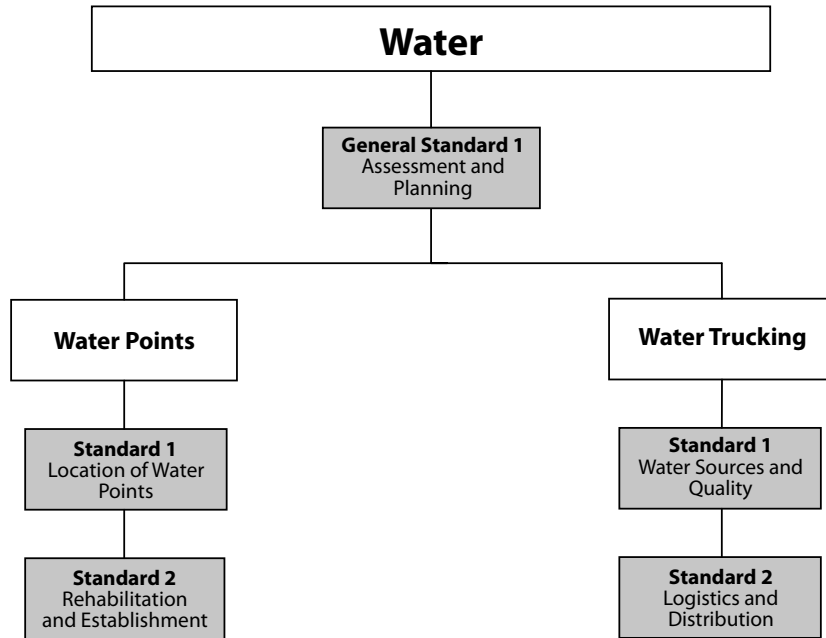 Water
General Standard 1
Assessment and
Planning
Water Points
Water Trucking
Standard 1
Location of Water
Points
Standard 1
Water Sources and
Quality
Standard 2
Rehabilitation
and Establishment
Standard 2
Logistics and
Distribution